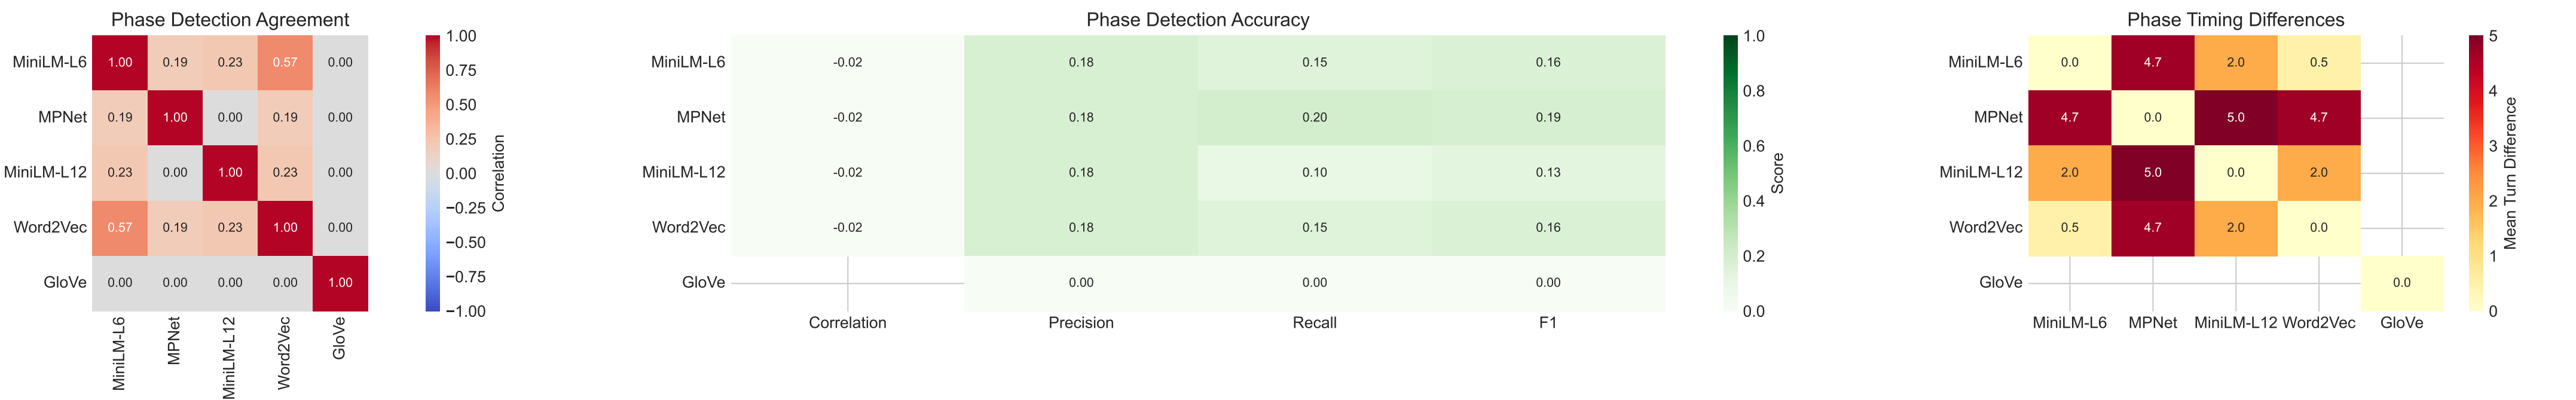 Phase Detection Agreement
MiniLM-L6 1.00 0.19 0.23 0.57 0.00
MPNet 0.19 1.00 0.00 0.19 0.00
MiniLM-L12 0.23 0.00 1.00 0.23 0.00
Word2Vec 0.57 0.19 0.23 1.00 0.00
GloVe 0.00 0.00 0.00 0.00 1.00
MiniLM-L6 MPNet MiniLM-L12 Word2Vec GloVe
1.00
0.75
0.50
0.25
0.00
−0.25
−0.50
−0.75
−1.00
Correlation
Phase Detection Accuracy
MiniLM-L6 -0.02 0.18 0.15 0.16
MPNet -0.02 0.18 0.20 0.19
MiniLM-L12 -0.02 0.18 0.10 0.13
Word2Vec -0.02 0.18 0.15 0.16
GloVe 0.00 0.00 0.00
Correlation Precision Recall F1
1.0
0.8
0.6
0.4
0.2
0.0
Score
Phase Timing Differences
MiniLM-L6 0.0 4.7 2.0 0.5
MPNet 4.7 0.0 5.0 4.7
MiniLM-L12 2.0 5.0 0.0 2.0
Word2Vec 0.5 4.7 2.0 0.0
GloVe 0.0
MiniLM-L6 MPNet MiniLM-L12 Word2Vec GloVe
5
4
3
2
1
0
Mean Turn Difference